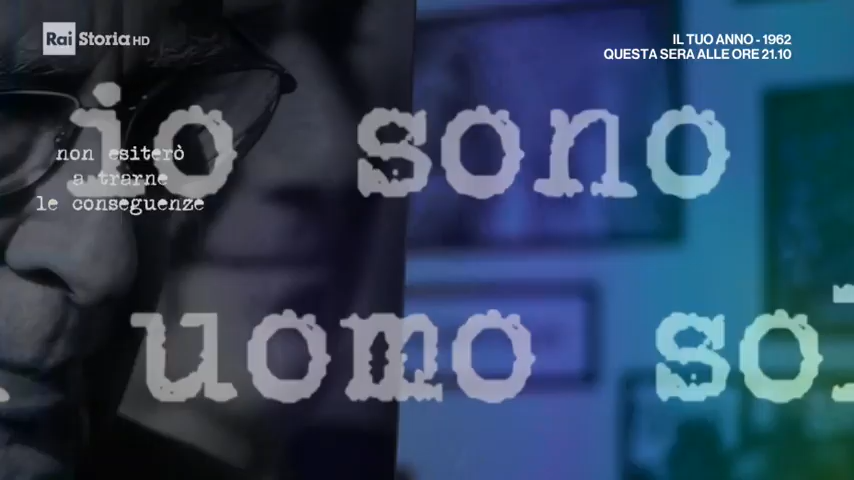 Rai Storia HD
IL TUO ANNO - 1962
QUESTA SERA ALLE ORE 21.10
io sono
non esiterò
a trarne
le conseguenze
uomo